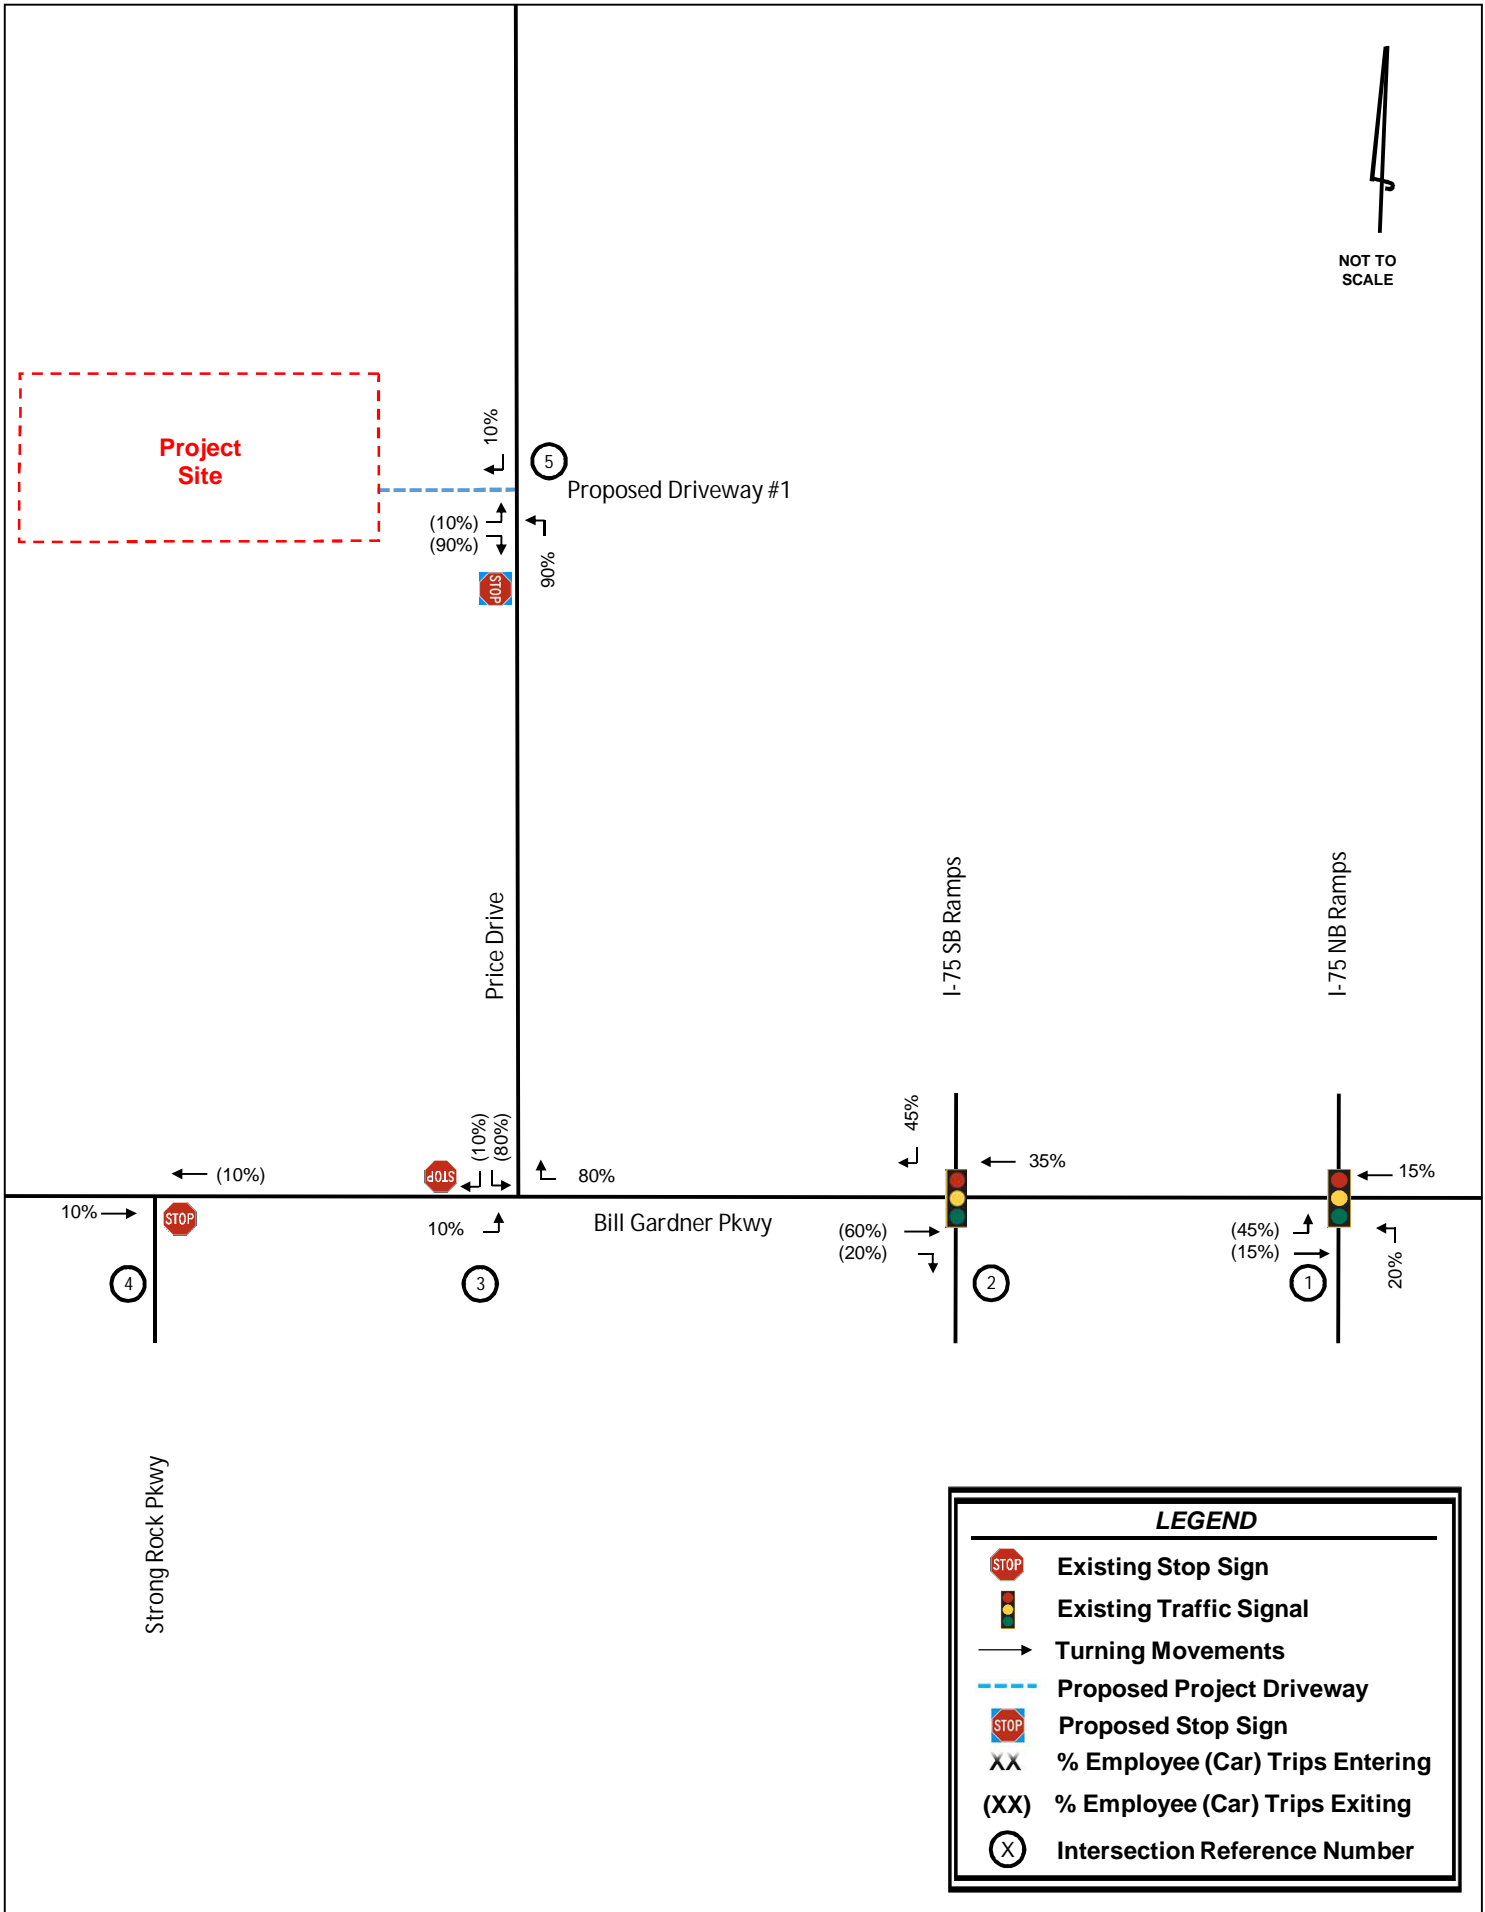 NOT TO
SCALE
10%
5
Project
Site
Proposed Driveway #1
(10%)
(90%)
90%
STOP
Price Drive
I-75 SB Ramps
I-75 NB Ramps
(10%)
(80%)
45%
35%
15%
(10%)
STOP
80%
10%
STOP
10%
Bill Gardner Pkwy
(60%)
(20%)
(45%)
(15%)
20%
4
3
2
1
Strong Rock Pkwy
LEGEND
STOP Existing Stop Sign
Existing Traffic Signal
Turning Movements
Proposed Project Driveway
STOP Proposed Stop Sign
XX % Employee (Car) Trips Entering
(XX) % Employee (Car) Trips Exiting
X Intersection Reference Number